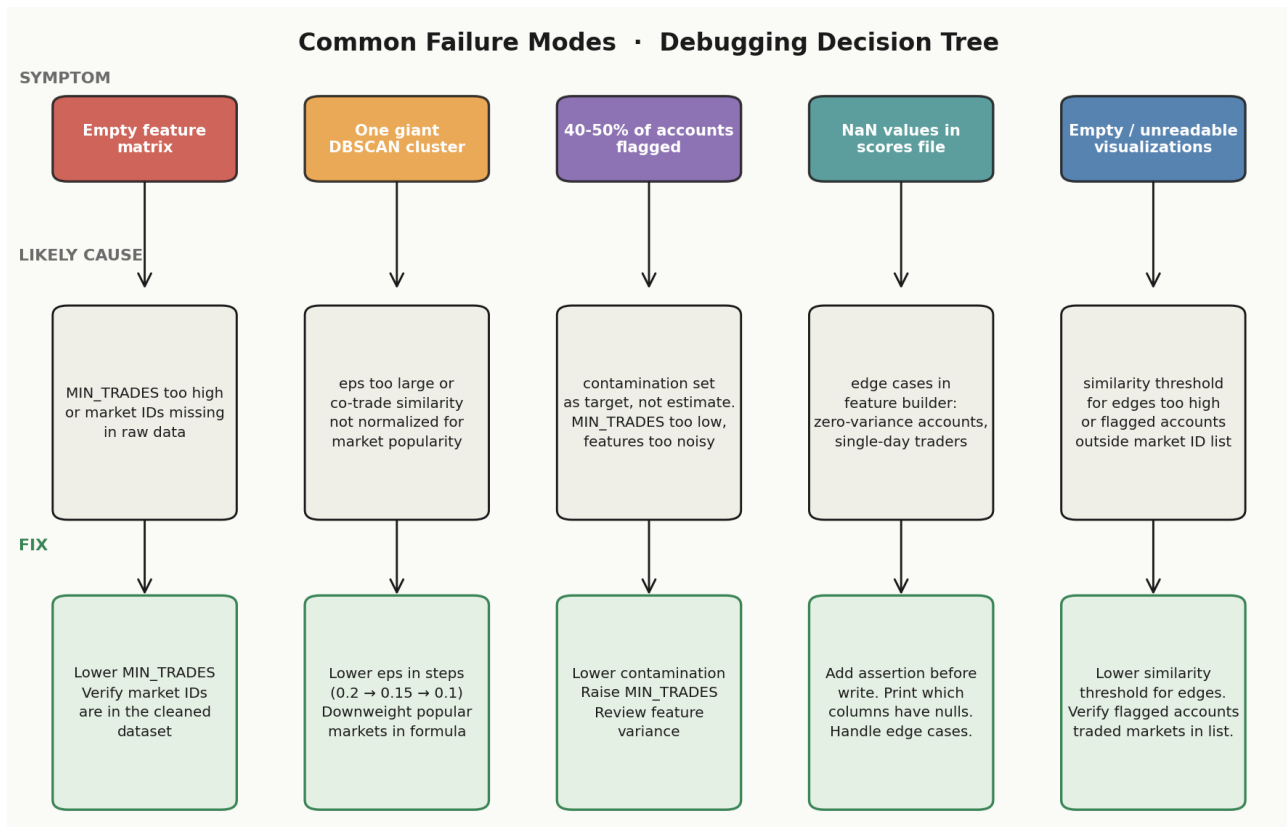 Common Failure Modes · Debugging Decision Tree
SYMPTOM
Empty feature
matrix
One giant
DBSCAN cluster
40-50% of accounts
flagged
NaN values in
scores file
Empty / unreadable
visualizations
LIKELY CAUSE
MIN_TRADES too high
or market IDs missing
in raw data
eps too large or
co-trade similarity
not normalized for
market popularity
contamination set
as target, not estimate.
MIN_TRADES too low,
features too noisy
edge cases in
feature builder:
zero-variance accounts,
single-day traders
similarity threshold
for edges too high
or flagged accounts
outside market ID list
FIX
Lower MIN_TRADES
Verify market IDs
are in the cleaned
dataset
Lower eps in steps
(0.2 → 0.15 → 0.1)
Downweight popular
markets in formula
Lower contamination
Raise MIN_TRADES
Review feature
variance
Add assertion before
write. Print which
columns have nulls.
Handle edge cases.
Lower similarity
threshold for edges.
Verify flagged accounts
traded markets in list.